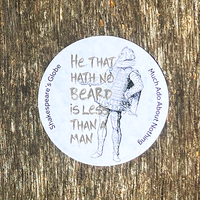 Shakespeare's Globe
HE THAT
HATH NO
BEARD
IS LESS
THAN A
MAN
Much Ado About Nothing